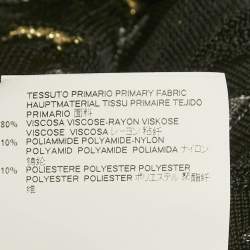 TESSUTO PRIMARIO PRIMARY FABRIC
HAUPTMATERIAL TISSU PRIMAIRE TEJIDO
PRIMARIO 面料
80% VISCOSA VISCOSE-RAYON VISKOSE
VISCOSE VISCOSA レーヨン 粘纤
10% POLIAMMIDE POLYAMIDE-NYLON
POLYAMID POLYAMIDE POLIAMIDA ナイロン
锦纶
10% POLIESTERE POLYESTER POLYESTER
POLYESTER POLIÉSTER ポリエステル 聚酯纤
维